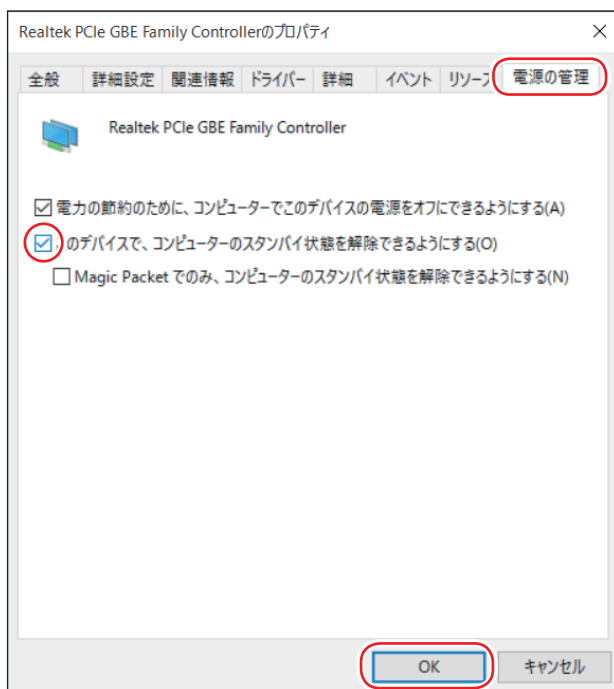 Realtek PCIe GBE Family Controllerのプロパティ
全般 詳細設定 関連情報 ドライバー 詳細 イベント リソース 電源の管理
Realtek PCIe GBE Family Controller
電力の節約のために、コンピューターでこのデバイスの電源をオフにできるようにする(A)
このデバイスで、コンピューターのスタンバイ状態を解除できるようにする(O)
Magic Packet でのみ、コンピューターのスタンバイ状態を解除できるようにする(N)
OK キャンセル